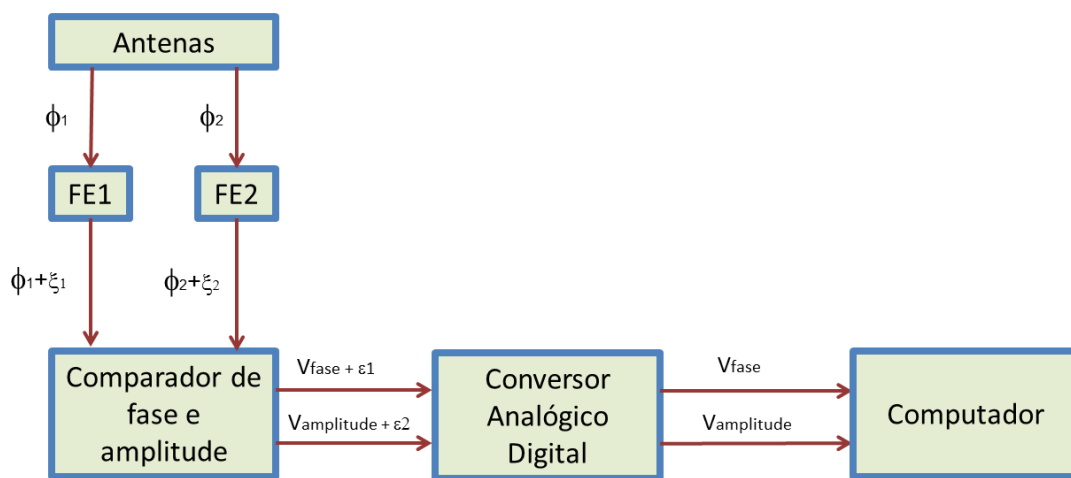 Antenas
ϕ1
ϕ2
FE1
FE2
ϕ1+ξ1
ϕ2+ξ2
Comparador de
fase e
amplitude
Vfase + ε1
Vamplitude + ε2
Conversor
Analógico
Digital
Vfase
Vamplitude
Computador